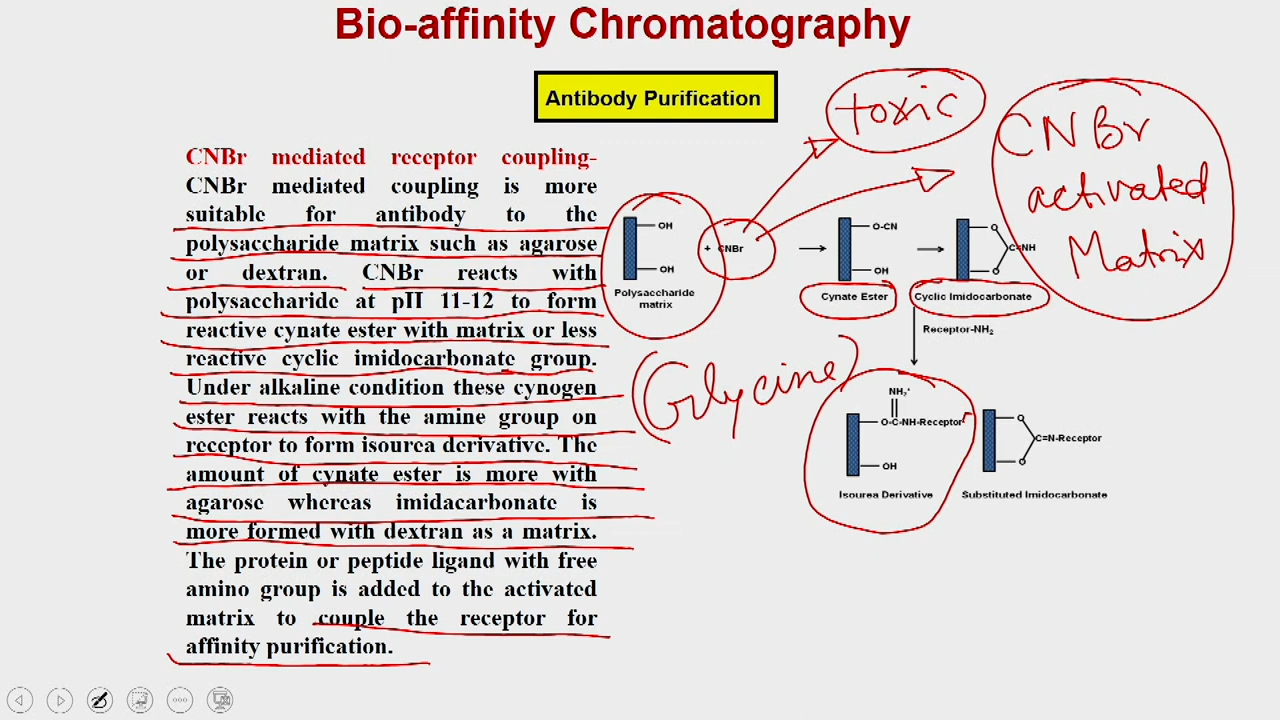 Bio-affinity Chromatography
Antibody Purification
CNBr mediated receptor coupling-
CNBr mediated coupling is more
suitable for antibody to the
polysaccharide matrix such as agarose
or dextran. CNBr reacts with
polysaccharide at pH 11-12 to form
reactive cynate ester with matrix or less
reactive cyclic imidocarbonate group.
Under alkaline condition these cynogen
ester reacts with the amine group on
receptor to form isourea derivative. The
amount of cynate ester is more with
agarose whereas imidacarbonate is
more formed with dextran as a matrix.
The protein or peptide ligand with free
amino group is added to the activated
matrix to couple the receptor for
affinity purification.
toxic
CNBr
activated
Matrix
OH
OH
+ CNBr
O-CN
OH
O
C=NH
O
Polysaccharide
matrix
Cynate Ester
Cyclic Imidocarbonate
Receptor-NH2
(Glycine)
NH2+
O-C-NH-Receptor
OH
O
C=N-Receptor
O
Isourea Derivative
Substituted Imidocarbonate